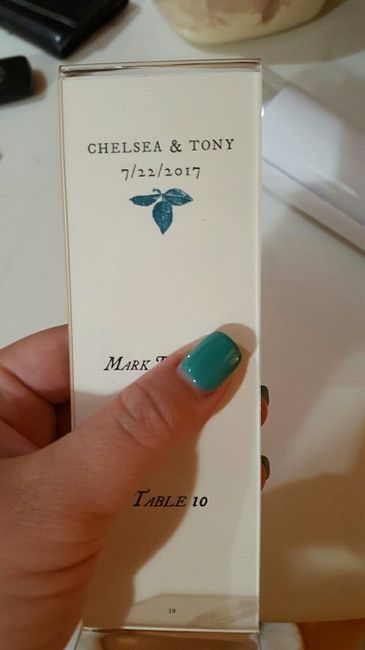 CHELSEA & TONY
7/22/2017
MARK
TABLE 10
19